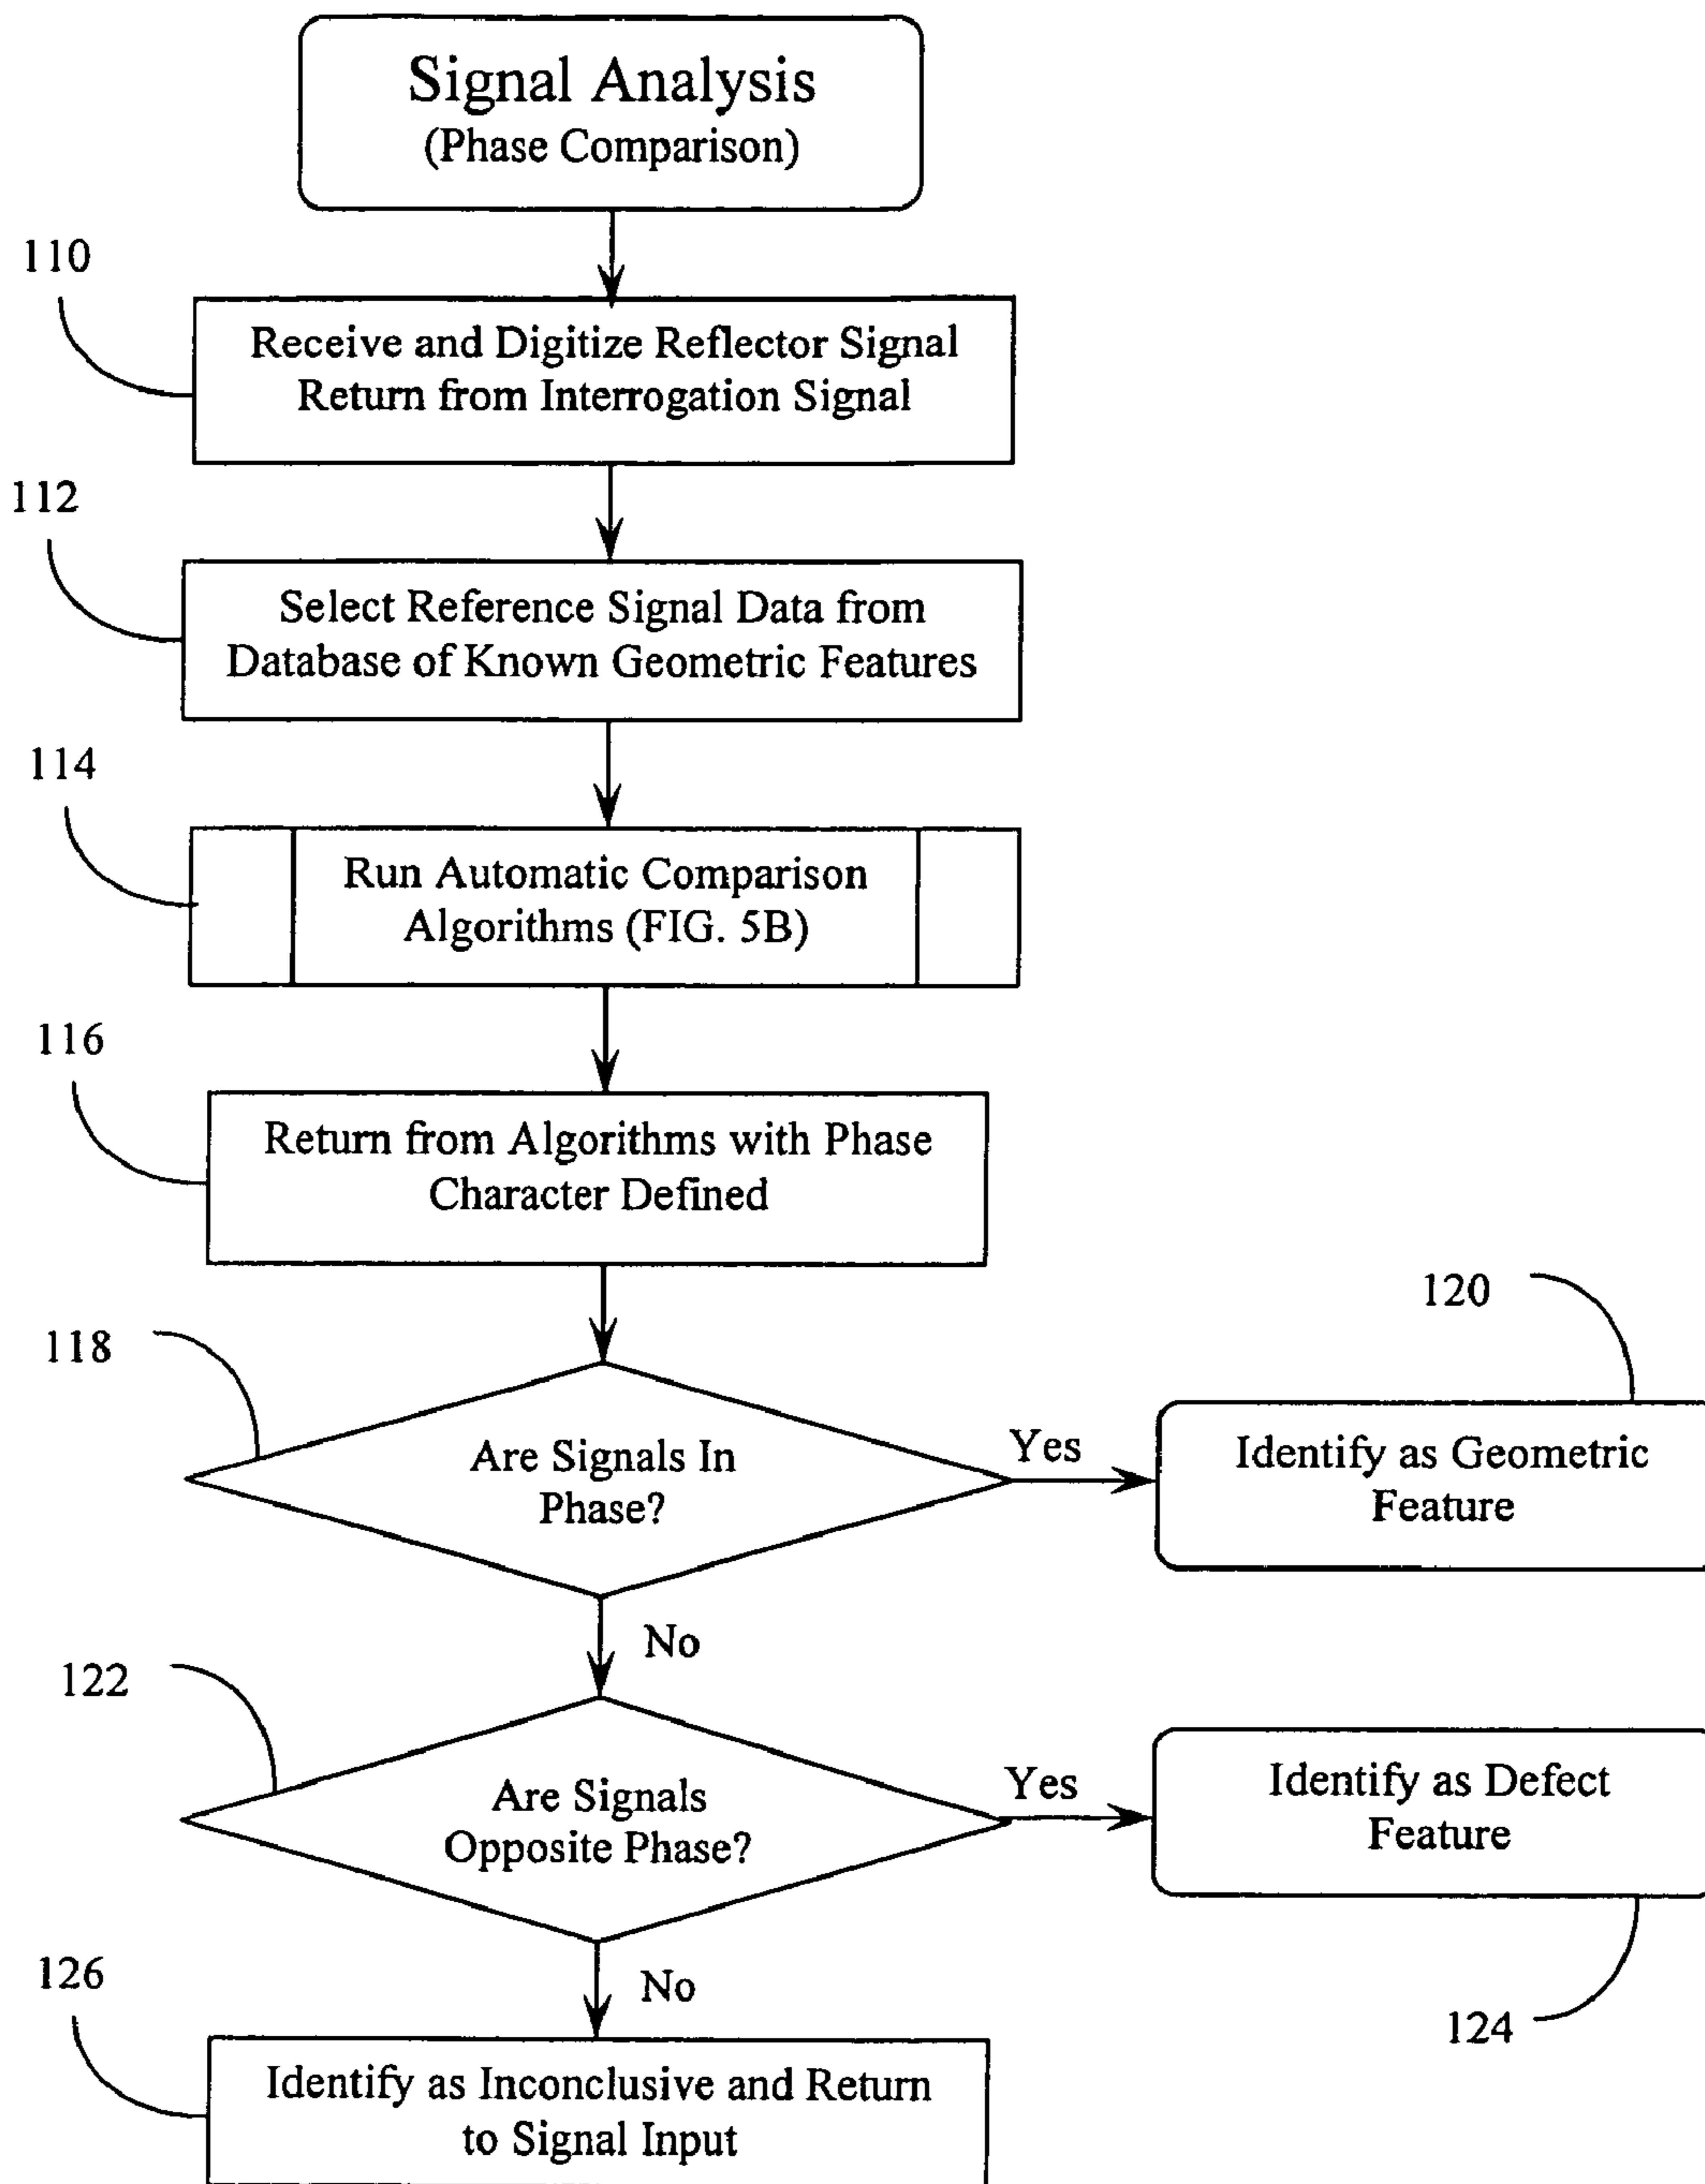 Signal Analysis
(Phase Comparison)
110
Receive and Digitize Reflector Signal
Return from Interrogation Signal
112
Select Reference Signal Data from
Database of Known Geometric Features
114
Run Automatic Comparison
Algorithms (FIG. 5B)
116
Return from Algorithms with Phase
Character Defined
118
Are Signals In
Phase?
Yes
120
Identify as Geometric
Feature
No
122
Are Signals
Opposite Phase?
Yes
Identify as Defect
Feature
124
No
126
Identify as Inconclusive and Return
to Signal Input